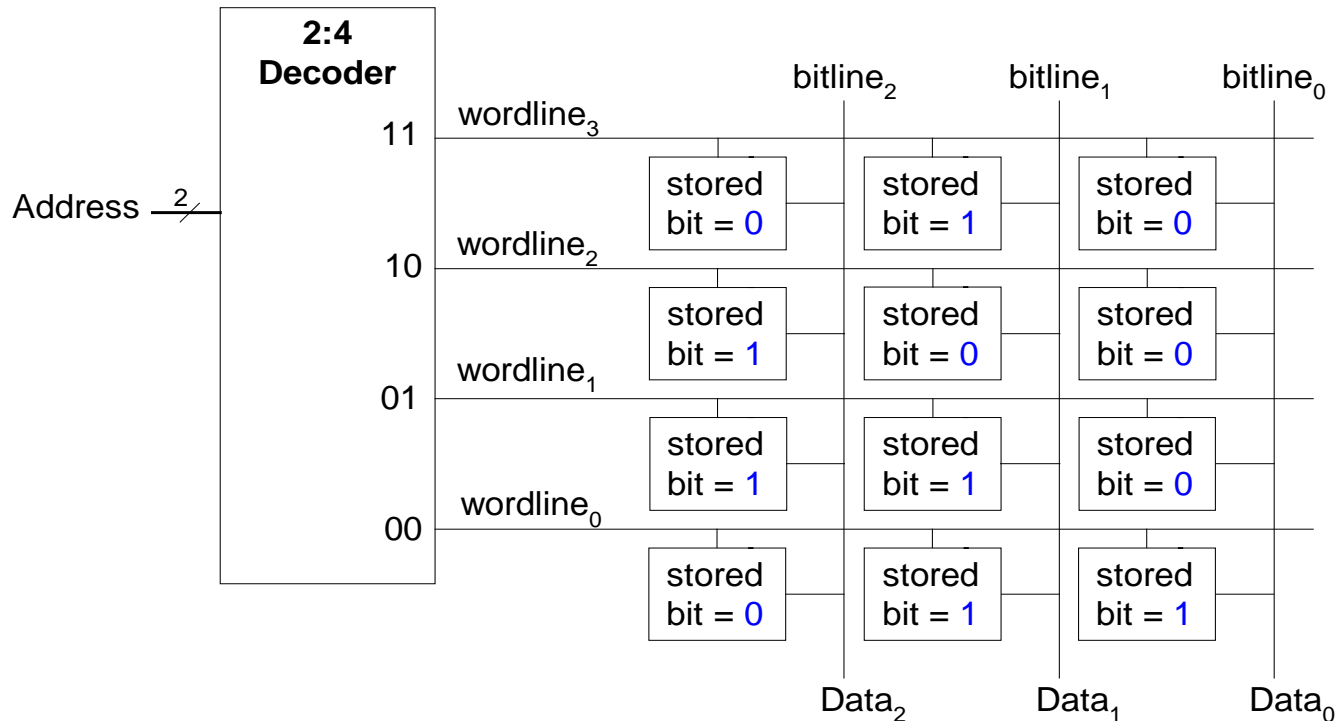 2:4
Decoder
bitline₂ bitline₁ bitline₀
11 wordline₃
stored stored stored
bit = 0 bit = 1 bit = 0
Address 2
10 wordline₂
stored stored stored
bit = 1 bit = 0 bit = 0
01 wordline₁
stored stored stored
bit = 1 bit = 1 bit = 0
00 wordline₀
stored stored stored
bit = 0 bit = 1 bit = 1
Data₂ Data₁ Data₀